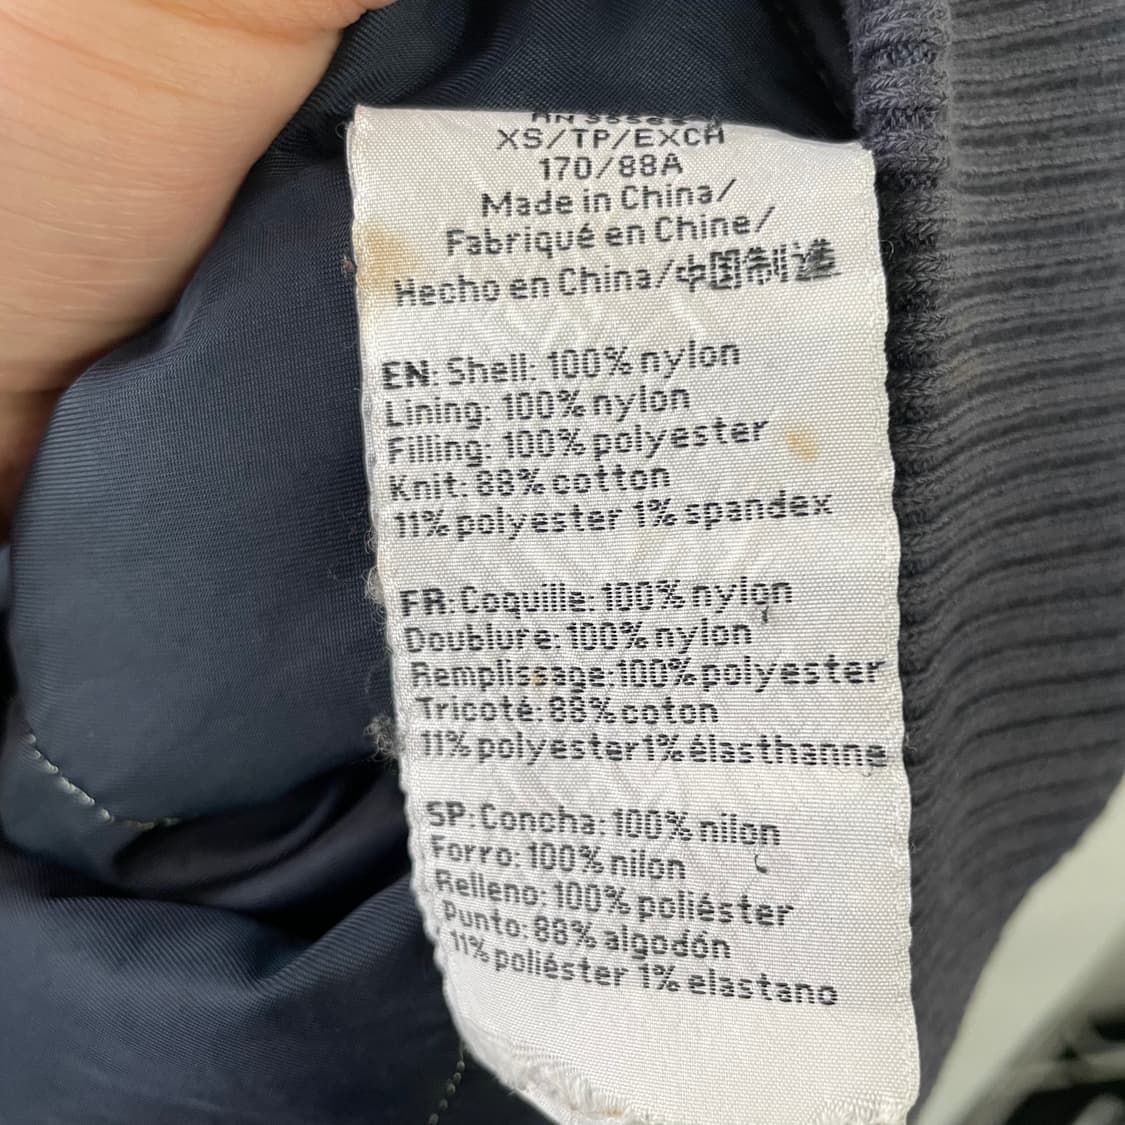 XS/TP/EXCH
170/88A
Made in China/
Fabriqué en Chine/
Hecho en China/中国制造
EN: Shell: 100% nylon
Lining: 100% nylon
Filling: 100% polyester
Knit: 88% cotton
11% polyester 1% spandex
FR: Coquille: 100% nylon
Doublure: 100% nylon
Remplissage: 100% polyester
Tricoté: 88% coton
11% polyester 1% élasthanne
SP: Concha: 100% nilon
Forro: 100% nilon
Relleno: 100% poliéster
Punto: 88% algodón
11% poliéster 1% elastano